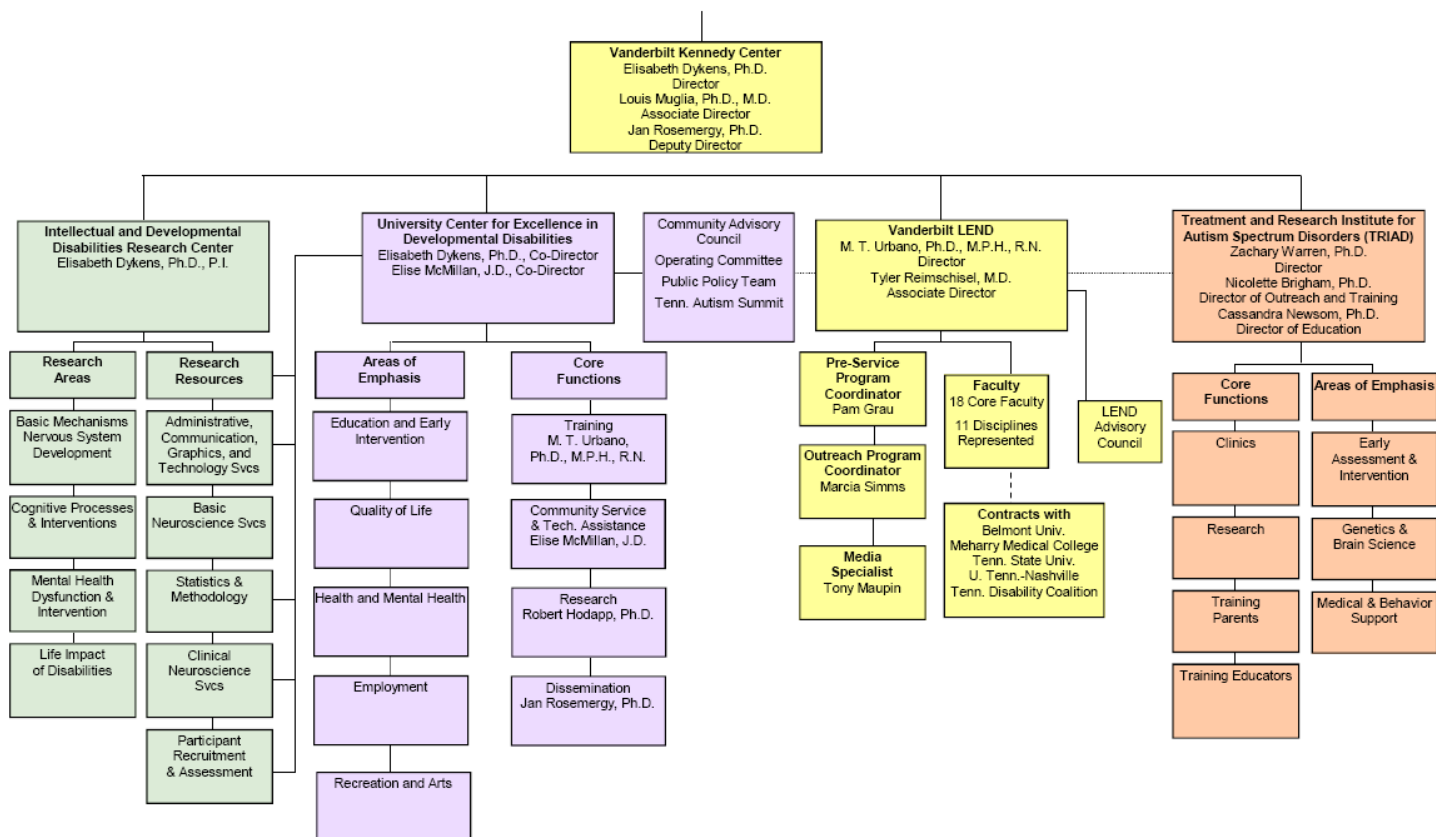 Vanderbilt Kennedy Center
Elisabeth Dykens, Ph.D.
Director
Louis Muglia, Ph.D., M.D.
Associate Director
Jan Rosemergy, Ph.D.
Deputy Director
Intellectual and Developmental
Disabilities Research Center
Elisabeth Dykens, Ph.D., P.I.
Research
Areas
Basic Mechanisms
Nervous System
Development
Cognitive Processes
& Interventions
Mental Health
Dysfunction &
Intervention
Life Impact
of Disabilities
Research
Resources
Administrative,
Communication,
Graphics, and
Technology Svcs
Basic
Neuroscience Svcs
Statistics &
Methodology
Clinical
Neuroscience
Svcs
Participant
Recruitment
& Assessment
University Center for Excellence in
Developmental Disabilities
Elisabeth Dykens, Ph.D., Co-Director
Elise McMillan, J.D., Co-Director
Community Advisory
Council
Operating Committee
Public Policy Team
Tenn. Autism Summit
Areas of
Emphasis
Education and Early
Intervention
Quality of Life
Health and Mental Health
Employment
Recreation and Arts
Core
Functions
Training
M. T. Urbano,
Ph.D., M.P.H., R.N.
Community Service
& Tech. Assistance
Elise McMillan, J.D.
Research
Robert Hodapp, Ph.D.
Dissemination
Jan Rosemergy, Ph.D.
Vanderbilt LEND
M. T. Urbano, Ph.D., M.P.H., R.N.
Director
Tyler Reimschisel, M.D.
Associate Director
Pre-Service
Program
Coordinator
Pam Grau
Outreach Program
Coordinator
Marcia Simms
Media
Specialist
Tony Maupin
Faculty
18 Core Faculty
11 Disciplines
Represented
Contracts with
Belmont Univ.
Meharry Medical College
Tenn. State Univ.
U. Tenn.-Nashville
Tenn. Disability Coalition
LEND
Advisory
Council
Treatment and Research Institute for
Autism Spectrum Disorders (TRIAD)
Zachary Warren, Ph.D.
Director
Nicolette Brigham, Ph.D.
Director of Outreach and Training
Cassandra Newsom, Ph.D.
Director of Education
Core
Functions
Clinics
Research
Training
Parents
Training Educators
Areas of Emphasis
Early
Assessment &
Intervention
Genetics &
Brain Science
Medical & Behavior
Support